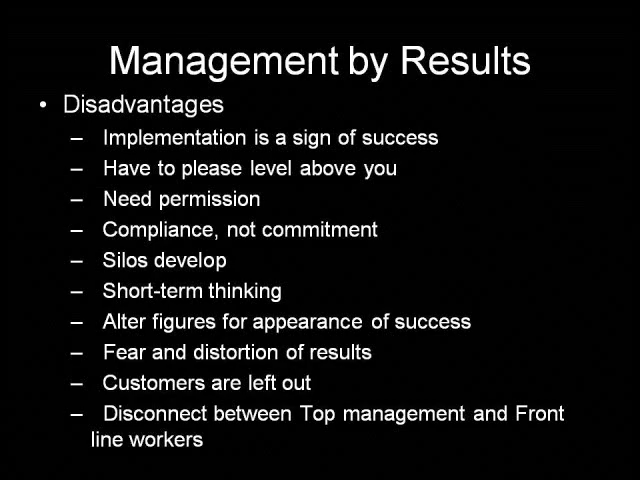 Management by Results
• Disadvantages
– Implementation is a sign of success
– Have to please level above you
– Need permission
– Compliance, not commitment
– Silos develop
– Short-term thinking
– Alter figures for appearance of success
– Fear and distortion of results
– Customers are left out
– Disconnect between Top management and Front
line workers